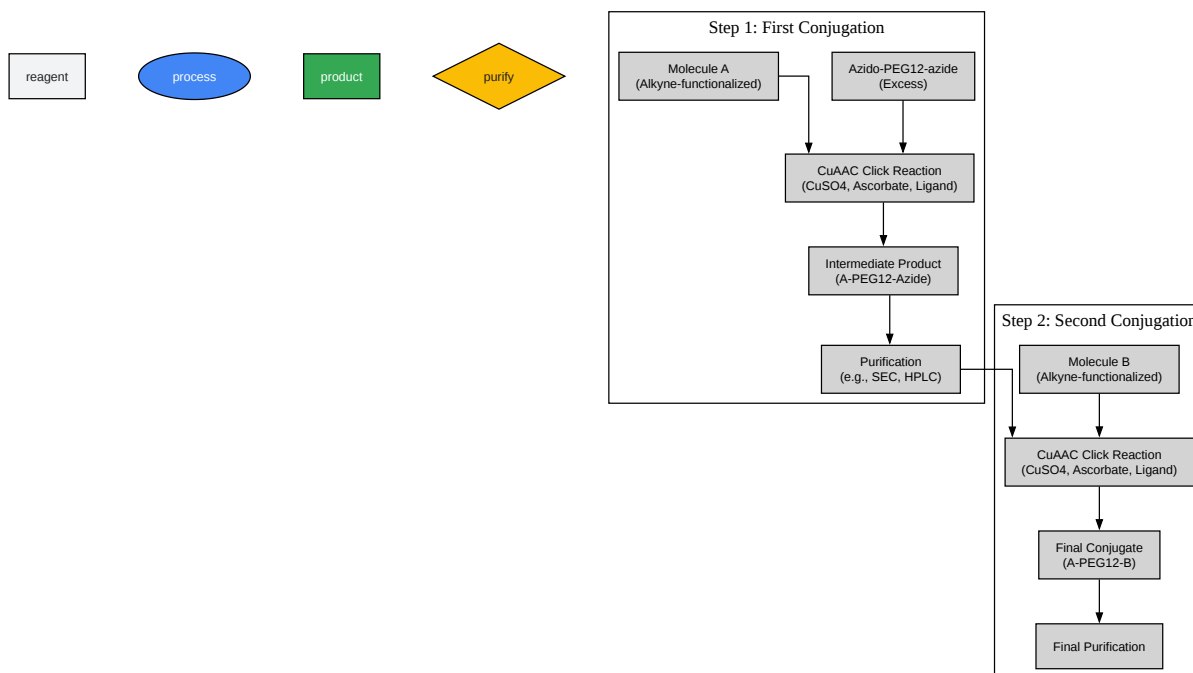 reagent
process
product
purify
Step 1: First Conjugation
Molecule A
(Alkyne-functionalized)
Azido-PEG12-azide
(Excess)
CuAAC Click Reaction
(CuSO4, Ascorbate, Ligand)
Intermediate Product
(A-PEG12-Azide)
Purification
(e.g., SEC, HPLC)
Step 2: Second Conjugation
Molecule B
(Alkyne-functionalized)
CuAAC Click Reaction
(CuSO4, Ascorbate, Ligand)
Final Conjugate
(A-PEG12-B)
Final Purification